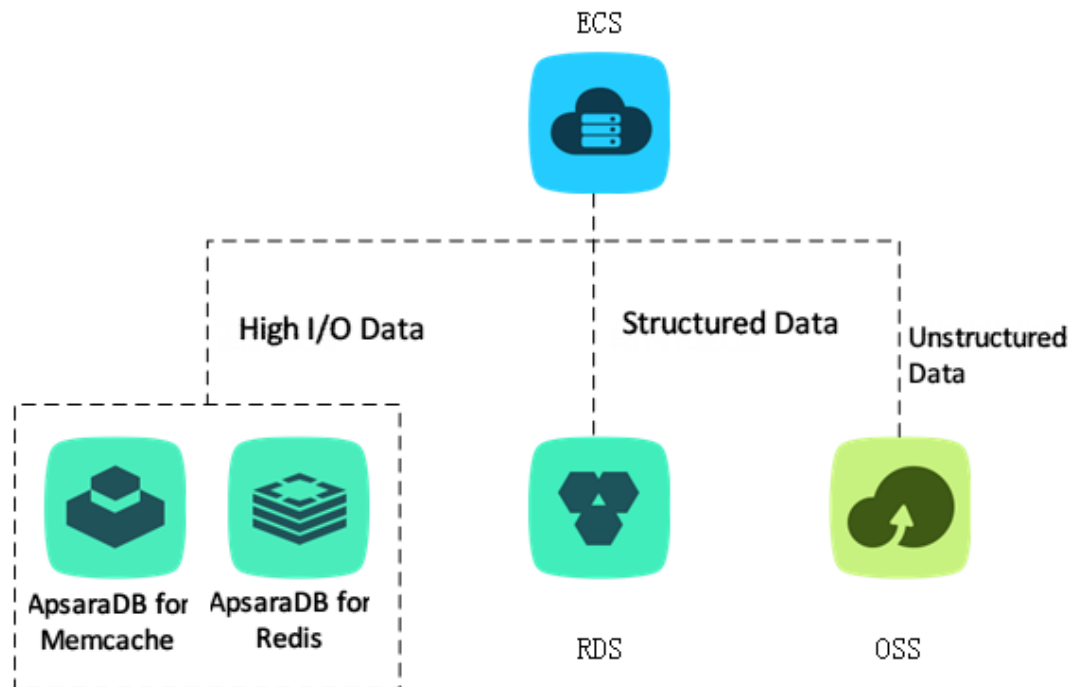 ECS
High I/O Data
Structured Data
Unstructured
Data
ApsaraDB for
Memcache
ApsaraDB for
Redis
RDS
OSS